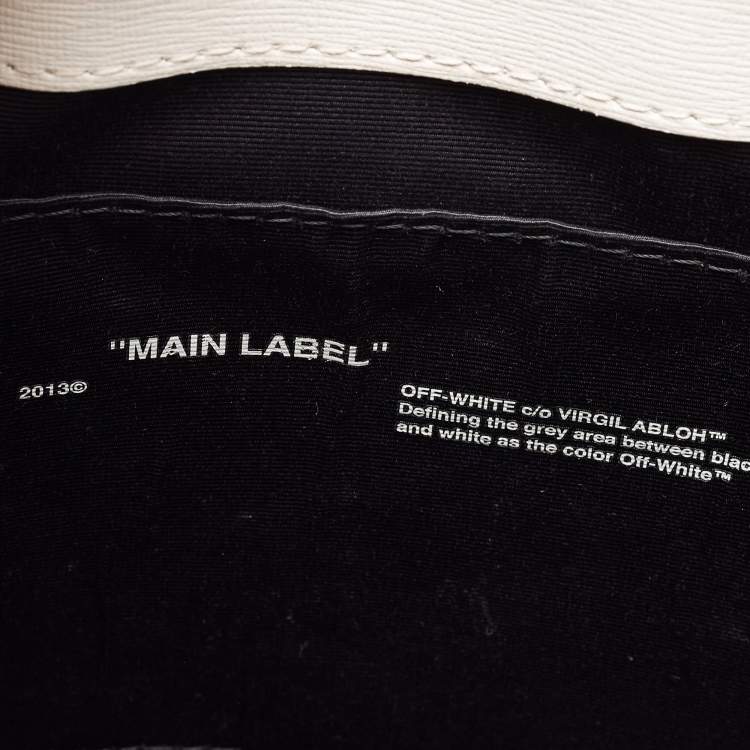 "MAIN LABEL"
2013©
OFF-WHITE c/o VIRGIL ABLOH™
Defining the grey area between blac
and white as the color Off-White™